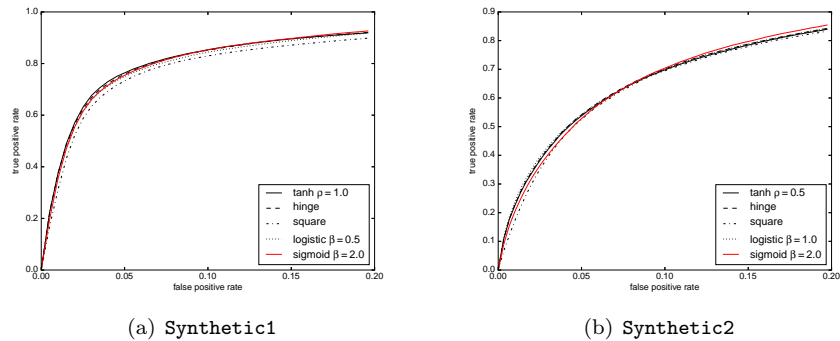 1.0
0.8
0.6
0.4
0.2
0.0
true positive rate
0.00
0.05
0.10
0.15
0.20
false positive rate
tanh ρ = 1.0
hinge
square
logistic β = 0.5
sigmoid β = 2.0
(a) Synthetic1
0.9
0.8
0.7
0.6
0.5
0.4
0.3
0.2
0.1
0.0
true positive rate
0.00
0.05
0.10
0.15
0.20
false positive rate
tanh ρ = 0.5
hinge
square
logistic β = 1.0
sigmoid β = 2.0
(b) Synthetic2